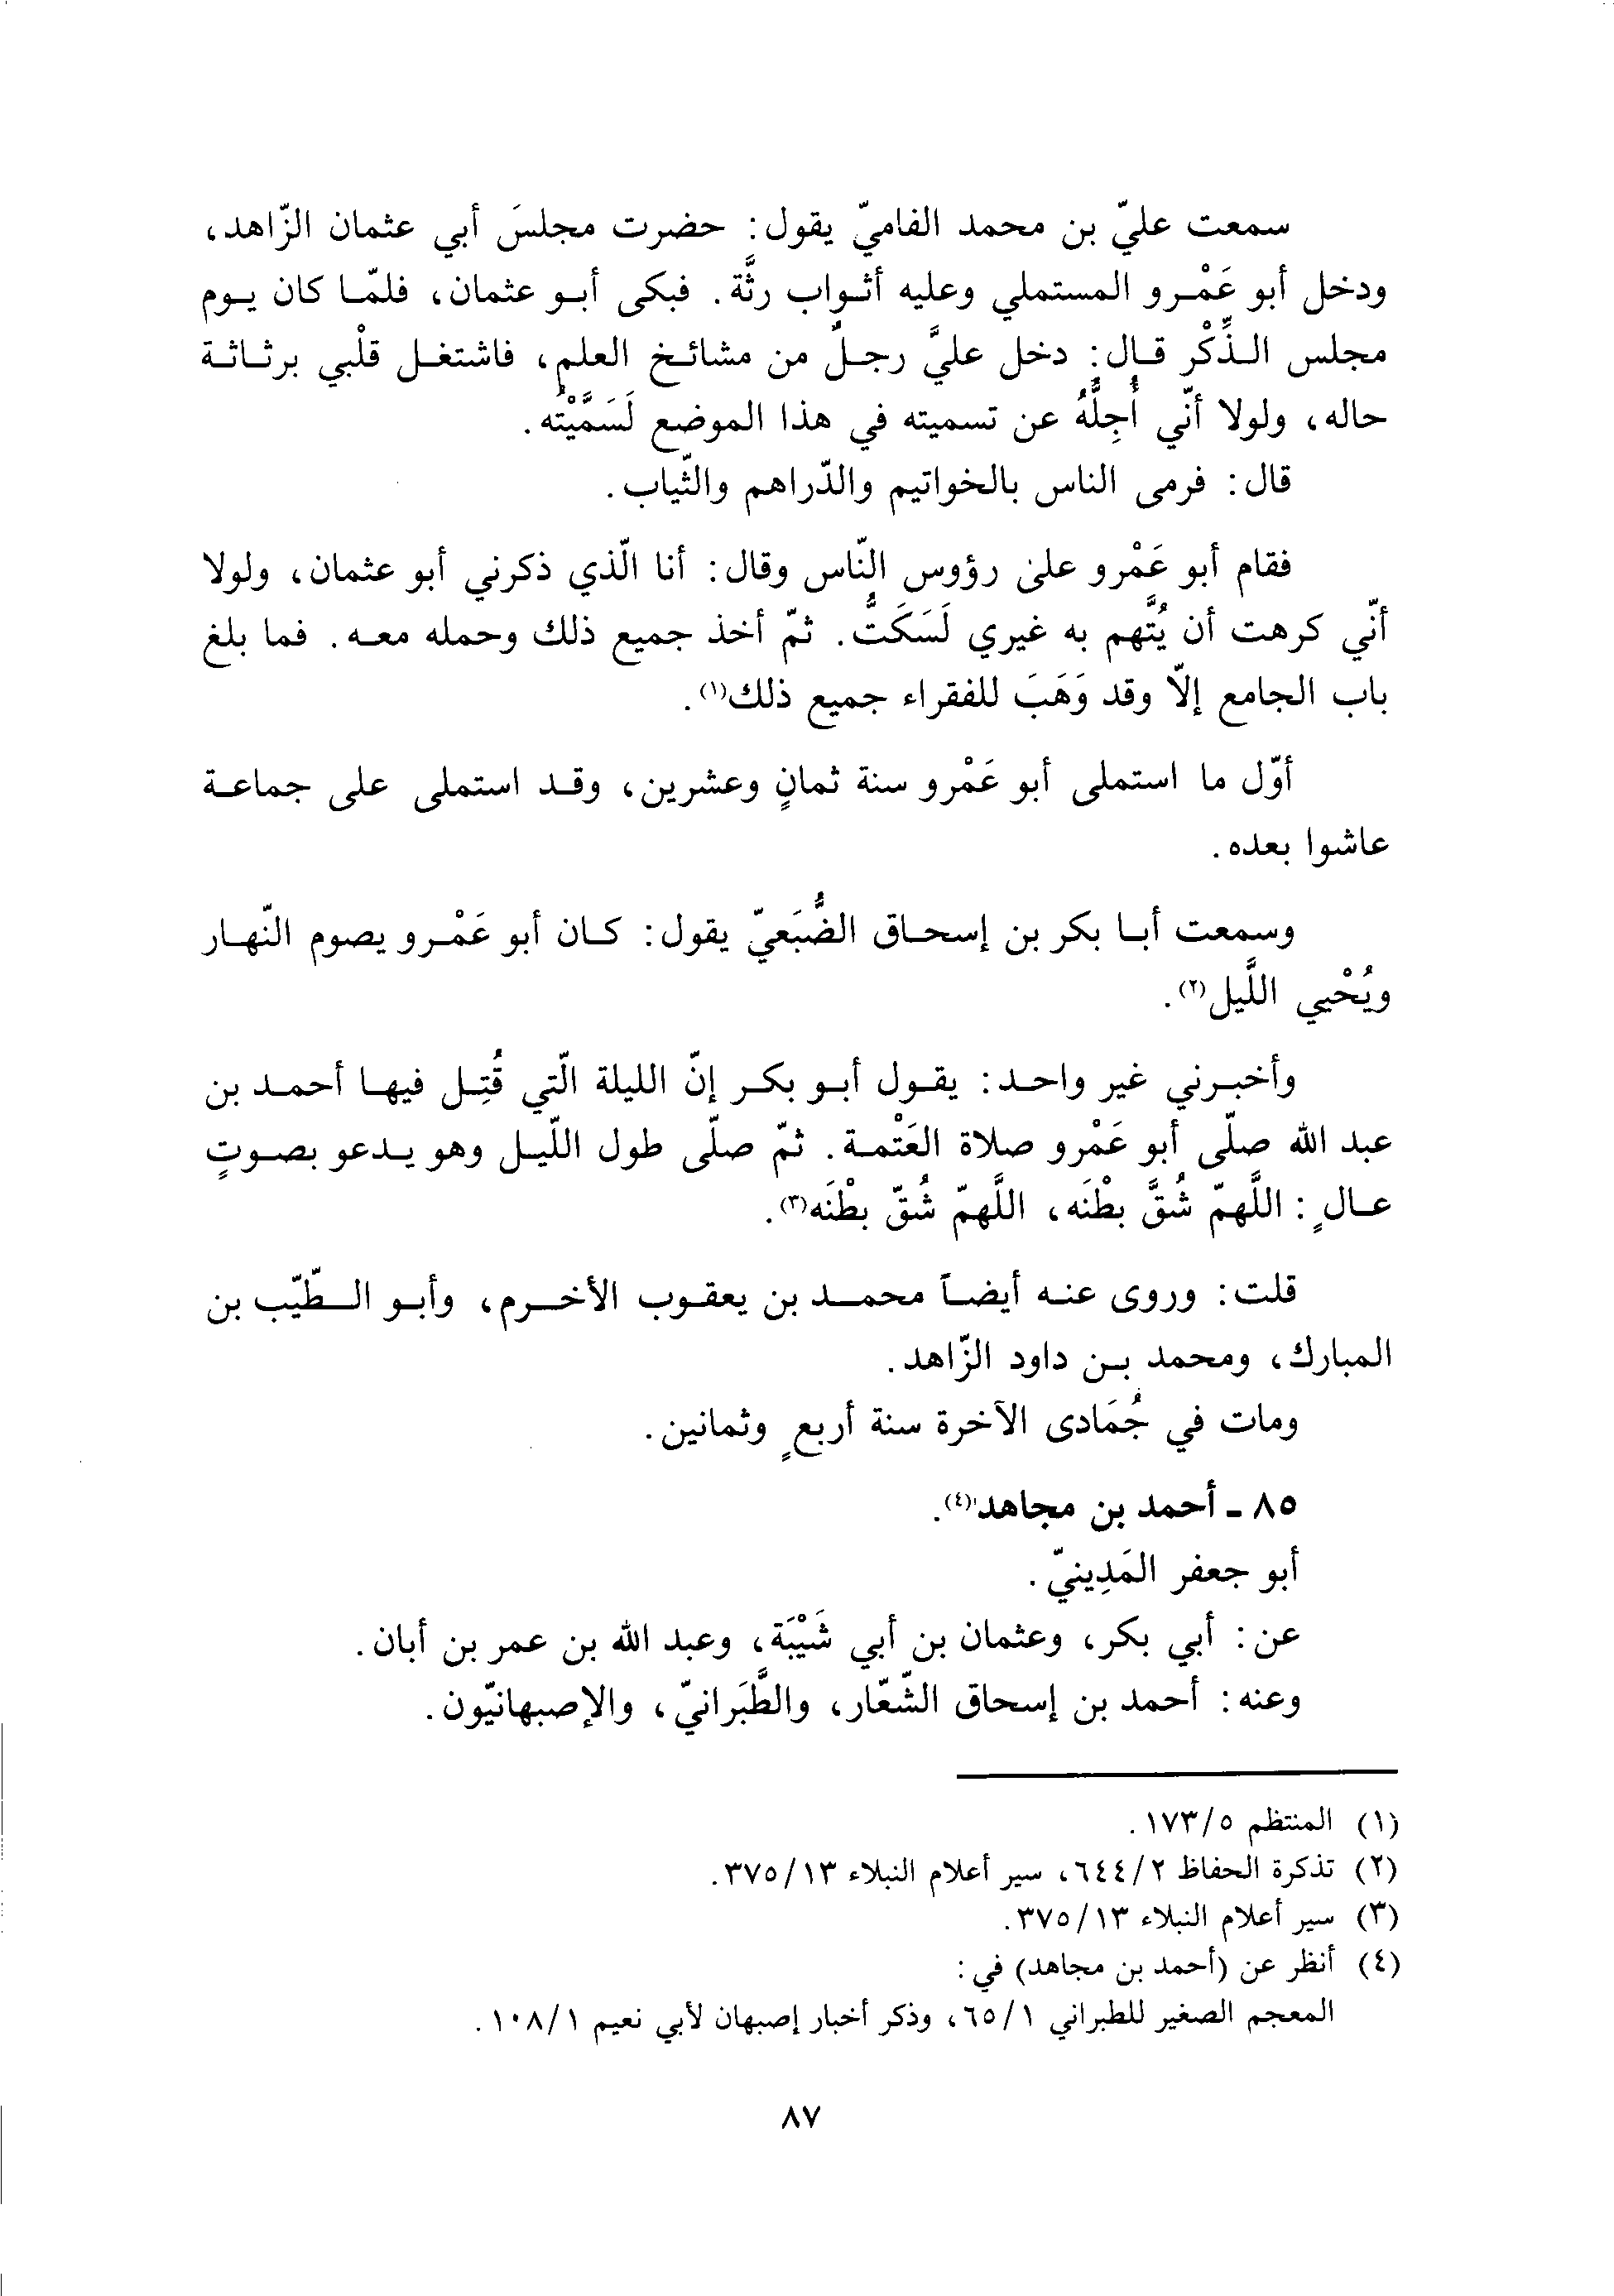 سمعت عليّ بن محمد الفاميّ يقول: حضرت مجلسَ أبي عثمان الزّاهد،
ودخل أبو عَمْرو المستملي وعليه أثواب رثَّة. فبكى أبو عثمان، فلمّا كان يوم
مجلس الذِّكْر قال: دخل عليَّ رجلٌ من مشائخ العلم، فاشتغل قلْبي برثاثة
حاله، ولولا أنّي أُجِلُّهُ عن تسميته في هذا الموضع لَسَمَّيْتُه.
قال: فرمى الناس بالخواتيم والدّراهم والثّياب.
فقام أبو عَمْرو على رؤوس النّاس وقال: أنا الّذي ذكرني أبو عثمان، ولولا
أنّي كرهت أن يُتَّهم به غيري لَسَكَتُّ. ثمّ أخذ جميع ذلك وحمله معه. فما بلغ
باب الجامع إلّا وقد وَهَبَ للفقراء جميع ذلك(١).
أوّل ما استملى أبو عَمْرو سنة ثمانٍ وعشرين، وقد استملى على جماعة
عاشوا بعده.
وسمعت أبا بكر بن إسحاق الضُّبَعيّ يقول: كان أبو عَمْرو يصوم النّهار
ويُحْيي اللَّيل(٢).
وأخبرني غير واحد: يقول أبو بكر إنّ الليلة الّتي قُتِل فيها أحمد بن
عبد الله صلّى أبو عَمْرو صلاة العَتْمة. ثمّ صلّى طول اللّيل وهو يدعو بصوتٍ
عالٍ: اللَّهمّ شُقَّ بطْنَه، اللَّهمّ شُقّ بطْنَه(٣).
قلت: وروى عنه أيضاً محمد بن يعقوب الأخرم، وأبو الطّيّب بن
المبارك، ومحمد بن داود الزّاهد.
ومات في جُمَادى الآخرة سنة أربعٍ وثمانين.
٨٥ - أحمد بن مجاهد(٤).
أبو جعفر المَدِينيّ.
عن: أبي بكر، وعثمان بن أبي شَيْبَة، وعبد الله بن عمر بن أبان.
وعنه: أحمد بن إسحاق الشّعّار، والطَّبَرانيّ، والإصبهانيّون.
(١) المنتظم ١٧٣/٥.
(٢) تذكرة الحفاظ ٦٤٤/٢، سير أعلام النبلاء ٣٧٥/١٣.
(٣) سير أعلام النبلاء ٣٧٥/١٣.
(٤) أنظر عن (أحمد بن مجاهد) في:
المعجم الصغير للطبراني ٦٥/١، وذكر أخبار إصبهان لأبي نعيم ١٠٨/١.
٨٧